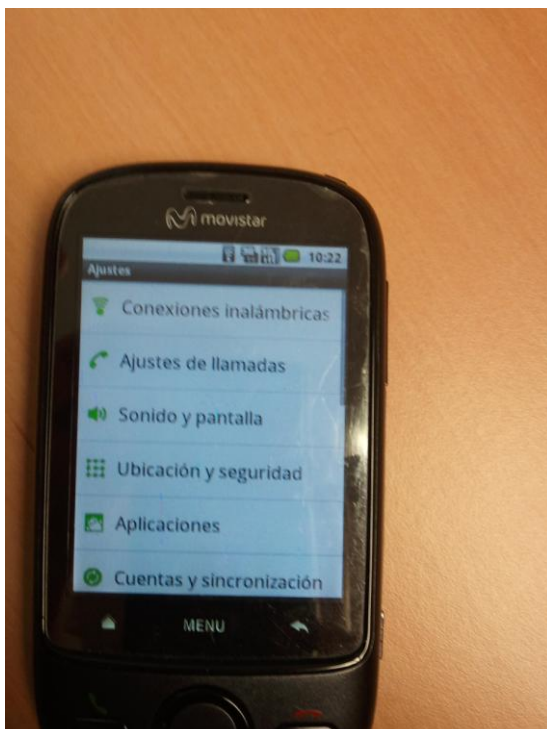 movistar
10:22
Ajustes
Conexiones inalámbricas
Ajustes de llamadas
Sonido y pantalla
Ubicación y seguridad
Aplicaciones
Cuentas y sincronización
MENU